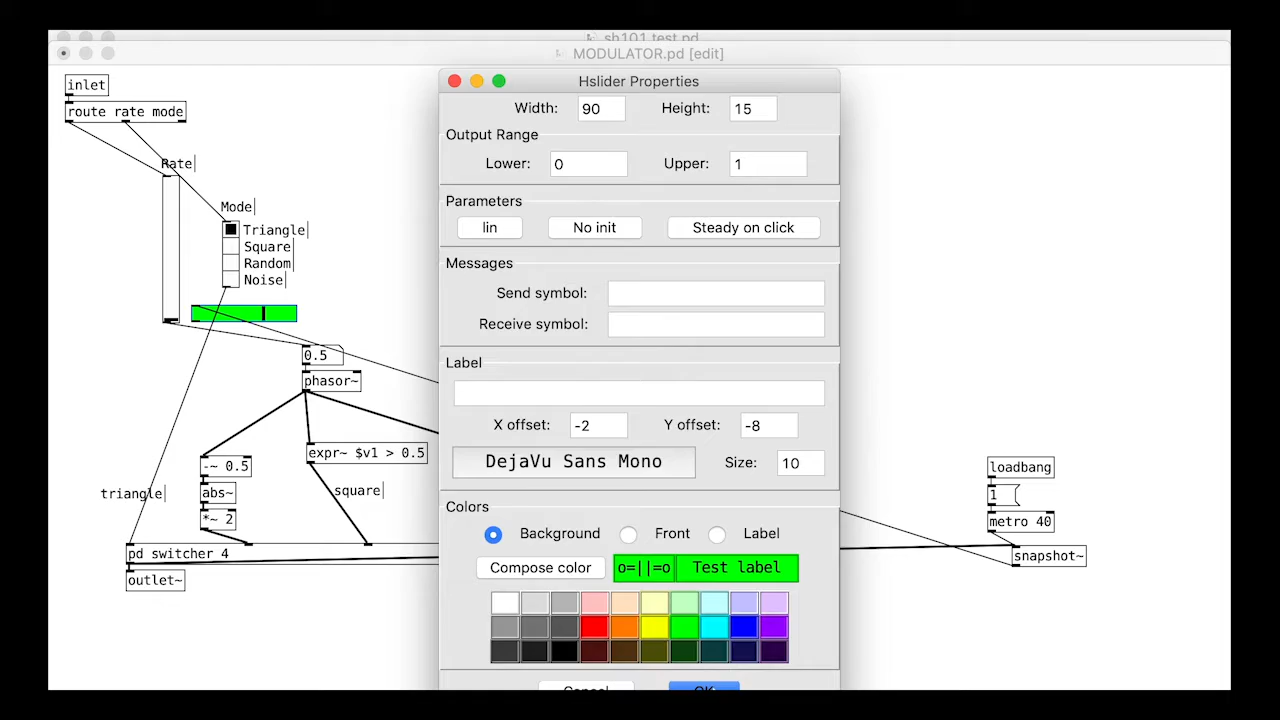 sh101 test.pd
MODULATOR.pd [edit]
inlet
route rate mode
Rate
Mode
Triangle
Square
Random
Noise
0.5
phasor~
-~ 0.5
expr~ $v1 > 0.5
abs~
triangle
square
*~ 2
pd switcher 4
outlet~
Hslider Properties
Width: 90 Height: 15
Output Range
Lower: 0 Upper: 1
Parameters
lin No init Steady on click
Messages
Send symbol:
Receive symbol:
Label
X offset: -2 Y offset: -8
DejaVu Sans Mono Size: 10
Colors
Background Front Label
Compose color o=||=o Test label
Cancel OK
loadbang
1
metro 40
snapshot~